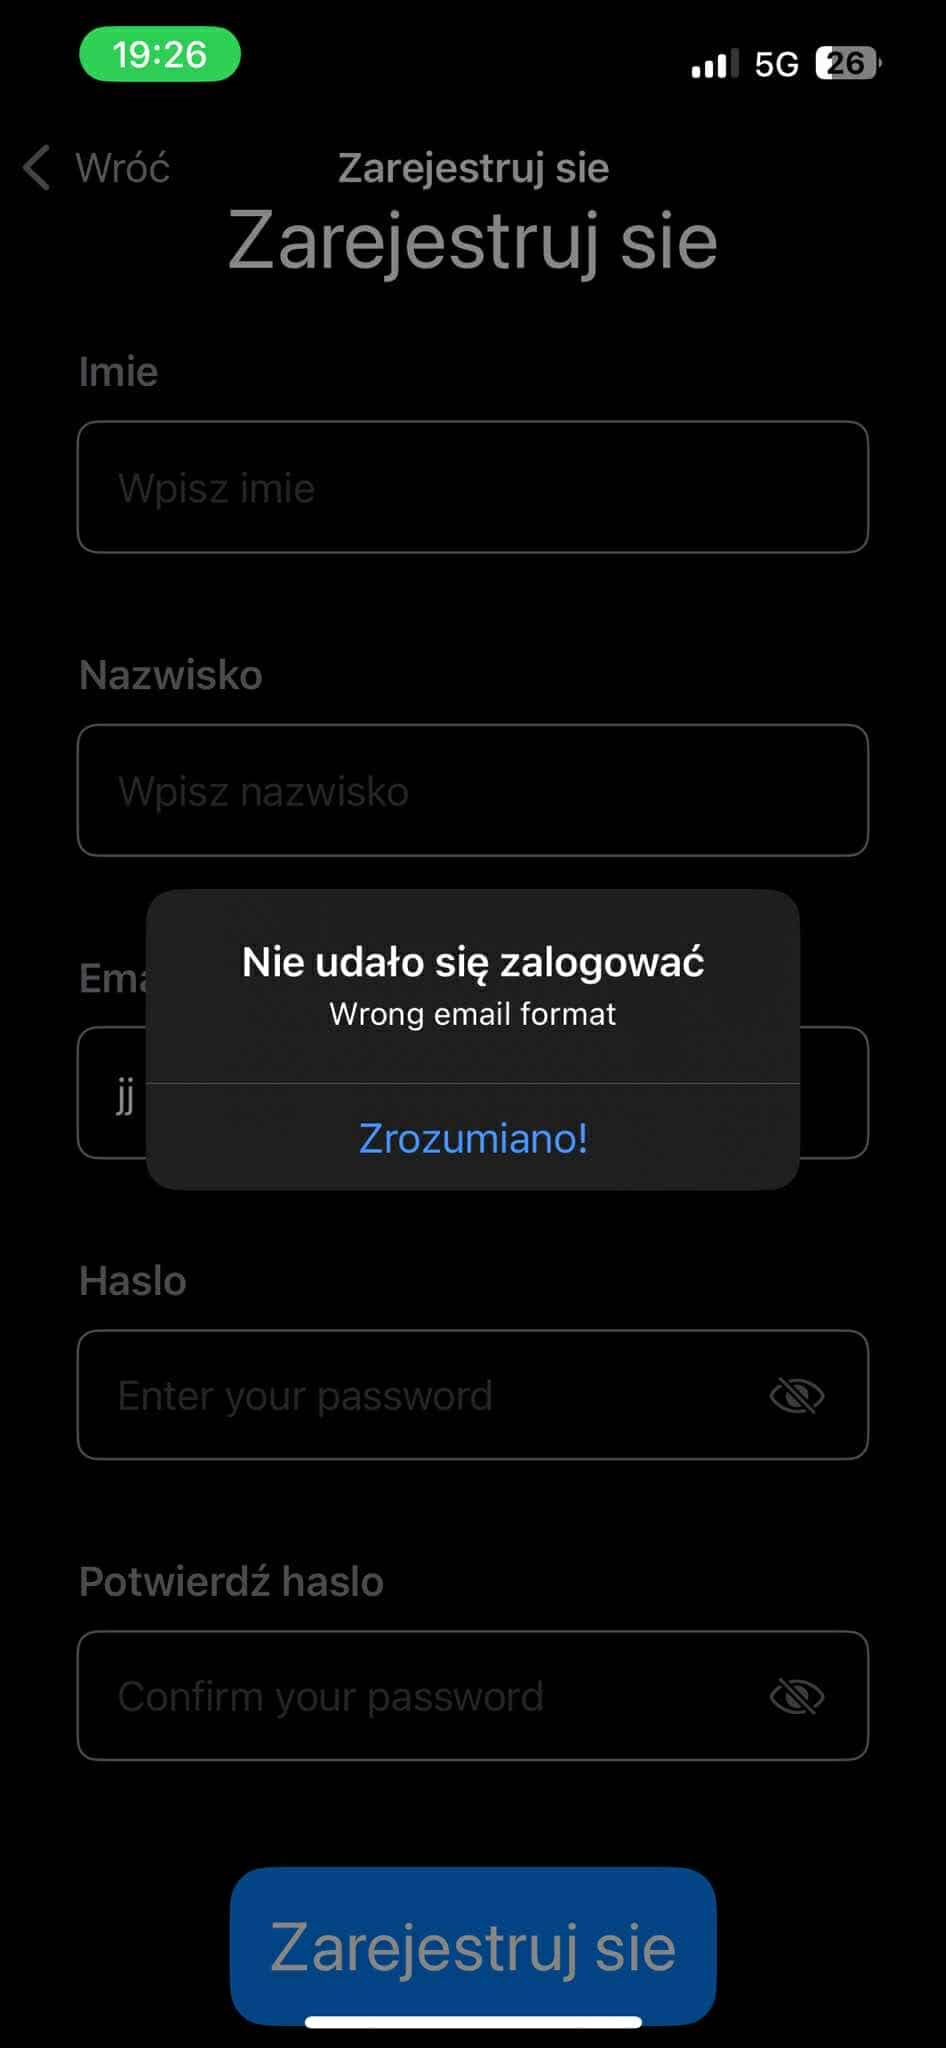 19:26
5G 26
Wróć
Zarejestruj sie
Zarejestruj sie
Imie
Wpisz imie
Nazwisko
Wpisz nazwisko
Nie udało się zalogować
Wrong email format
jj
Zrozumiano!
Haslo
Enter your password
Potwierdź haslo
Confirm your password
Zarejestruj sie